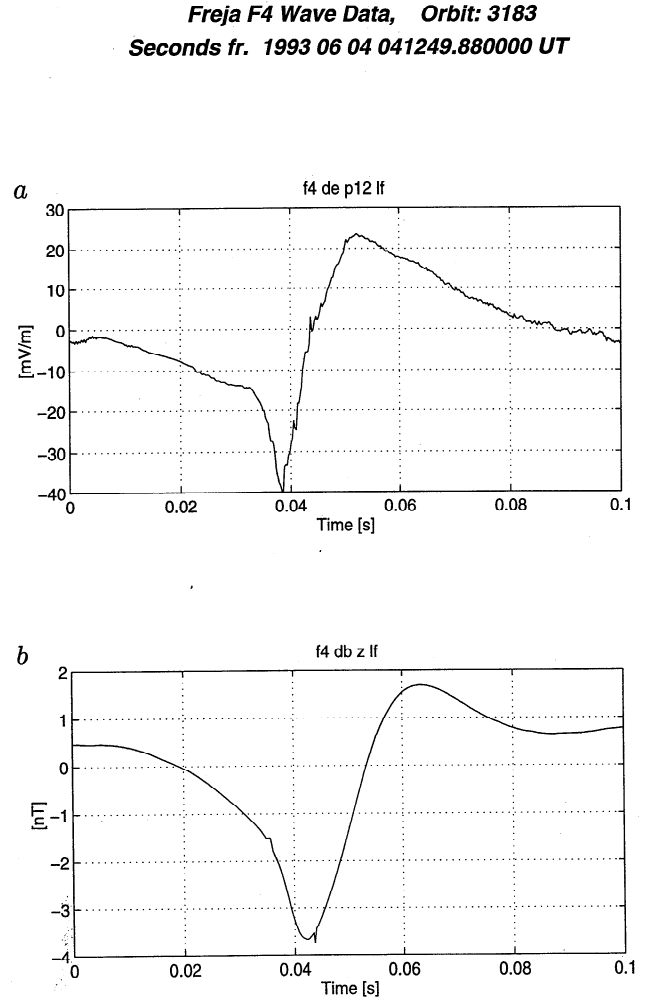 Freja F4 Wave Data, Orbit: 3183
Seconds fr. 1993 06 04 041249.880000 UT
a
f4 de p12 lf
30
20
10
0
−10
−20
−30
−40
[mV/m]
0 0.02 0.04 0.06 0.08 0.1
Time [s]
b
f4 db z lf
2
1
0
−1
−2
−3
−4
[nT]
0 0.02 0.04 0.06 0.08 0.1
Time [s]